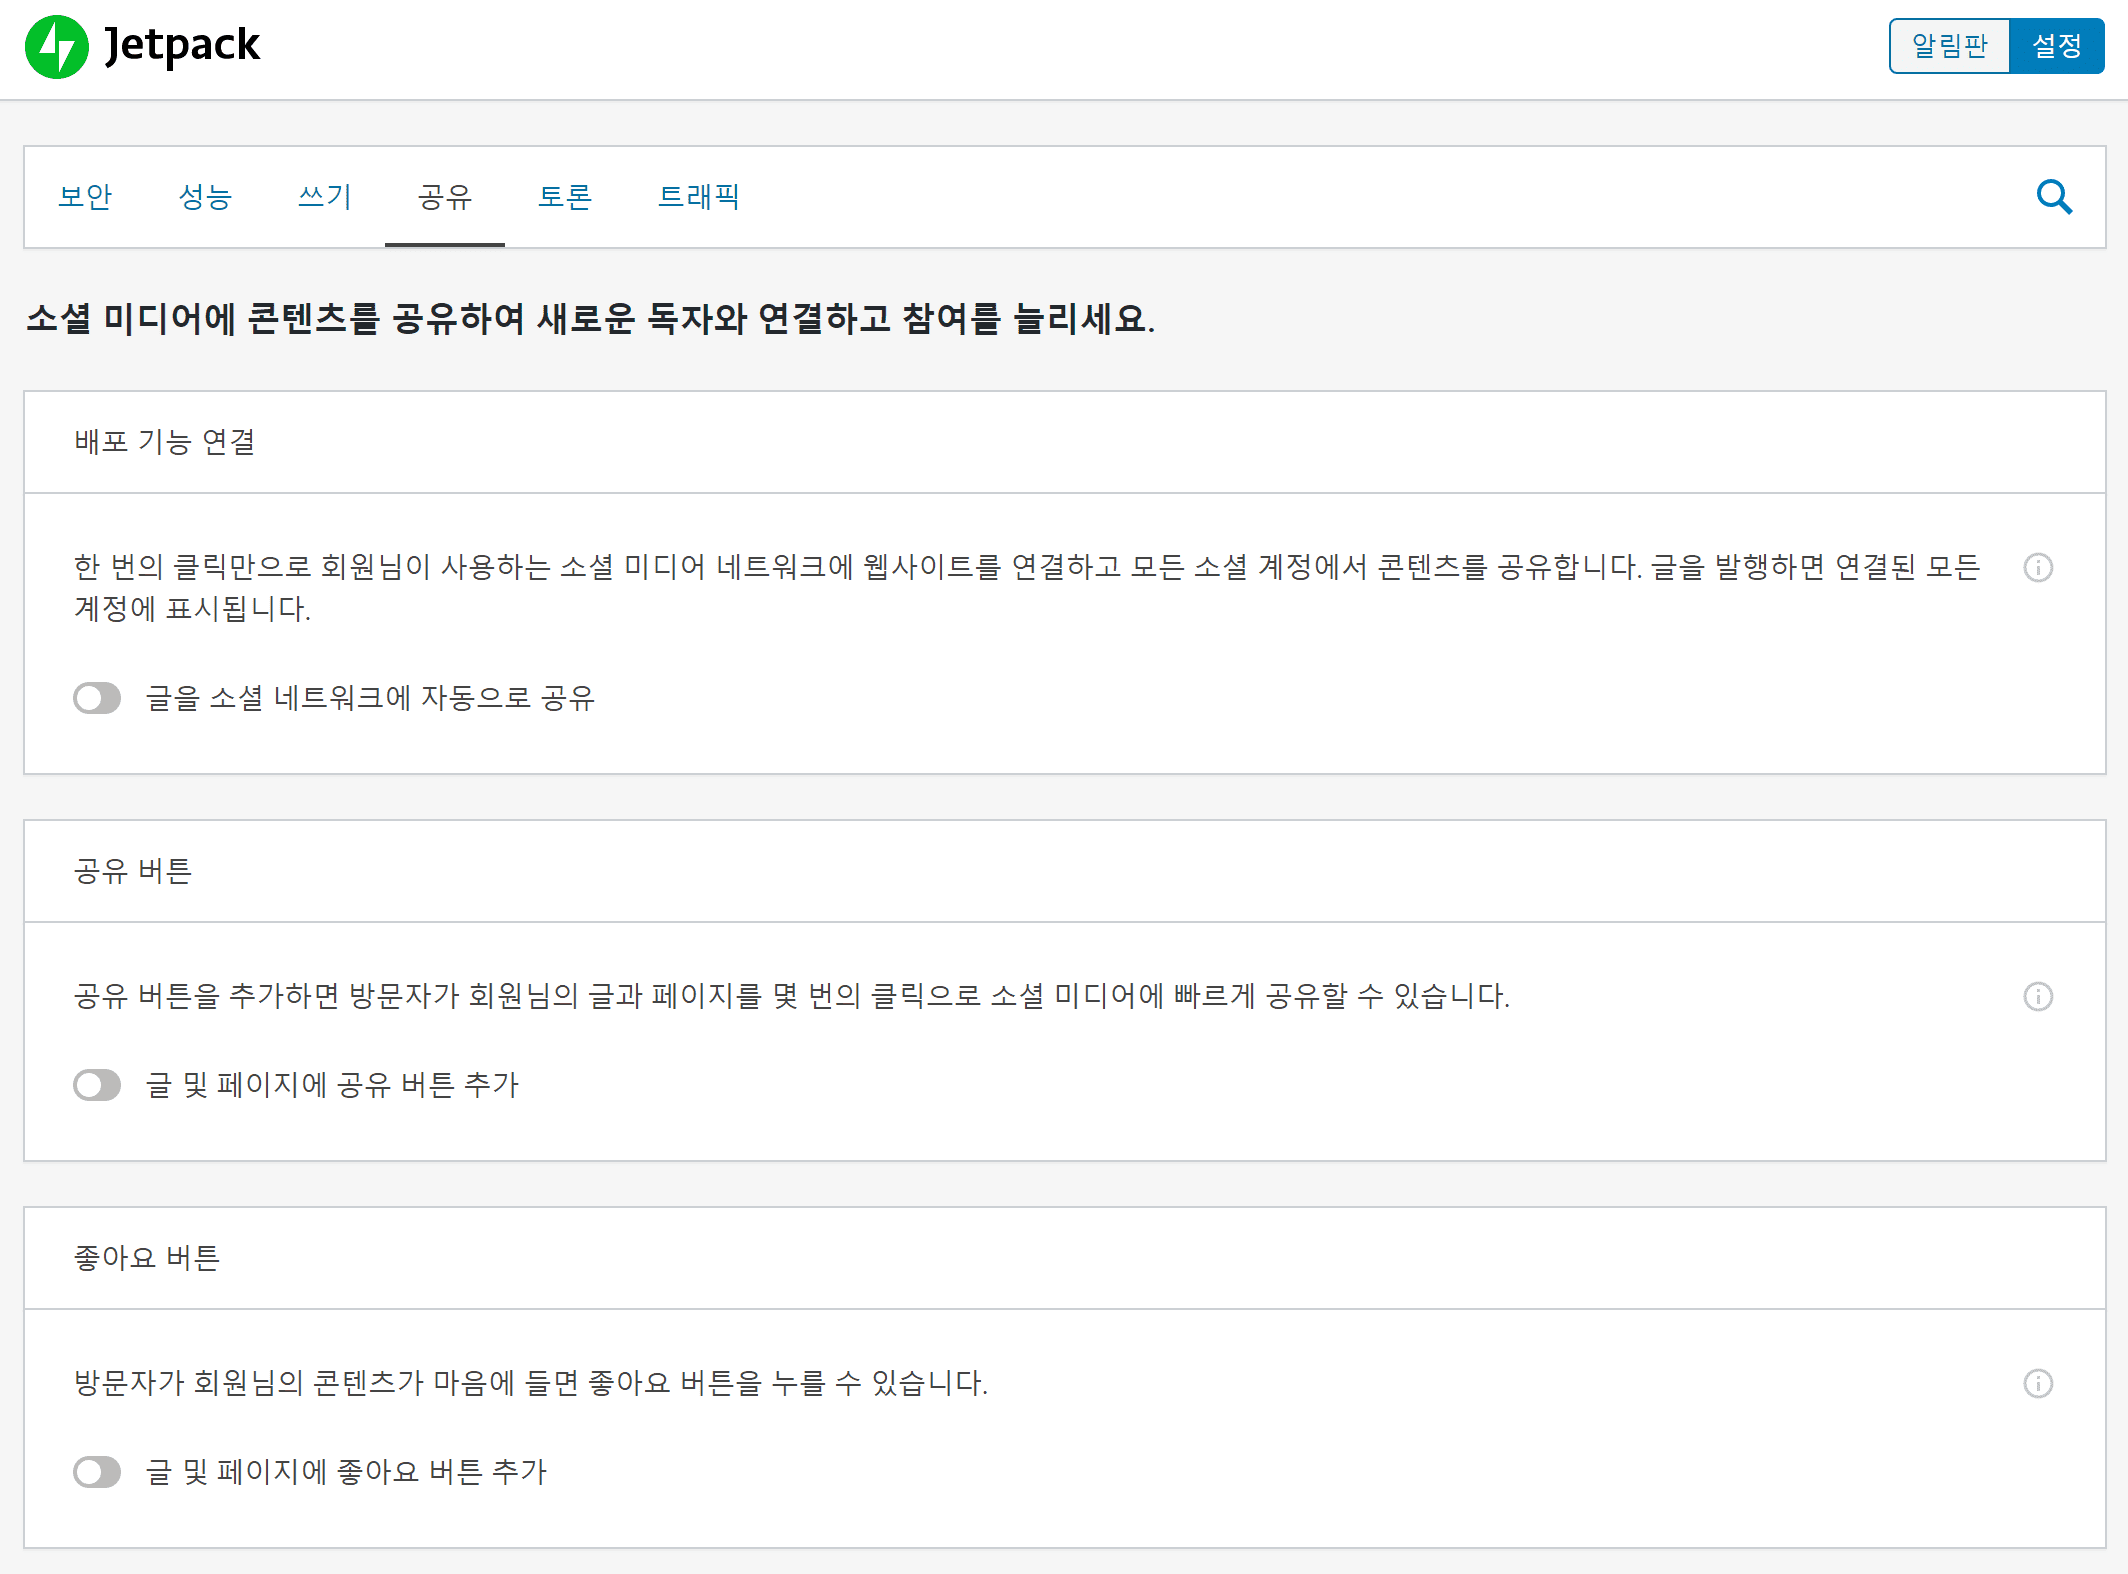 Jetpack
알림판 설정
보안 성능 쓰기 공유 토론 트래픽
소셜 미디어에 콘텐츠를 공유하여 새로운 독자와 연결하고 참여를 늘리세요.
배포 기능 연결
한 번의 클릭만으로 회원님이 사용하는 소셜 미디어 네트워크에 웹사이트를 연결하고 모든 소셜 계정에서 콘텐츠를 공유합니다. 글을 발행하면 연결된 모든
계정에 표시됩니다.
글을 소셜 네트워크에 자동으로 공유
공유 버튼
공유 버튼을 추가하면 방문자가 회원님의 글과 페이지를 몇 번의 클릭으로 소셜 미디어에 빠르게 공유할 수 있습니다.
글 및 페이지에 공유 버튼 추가
좋아요 버튼
방문자가 회원님의 콘텐츠가 마음에 들면 좋아요 버튼을 누를 수 있습니다.
글 및 페이지에 좋아요 버튼 추가